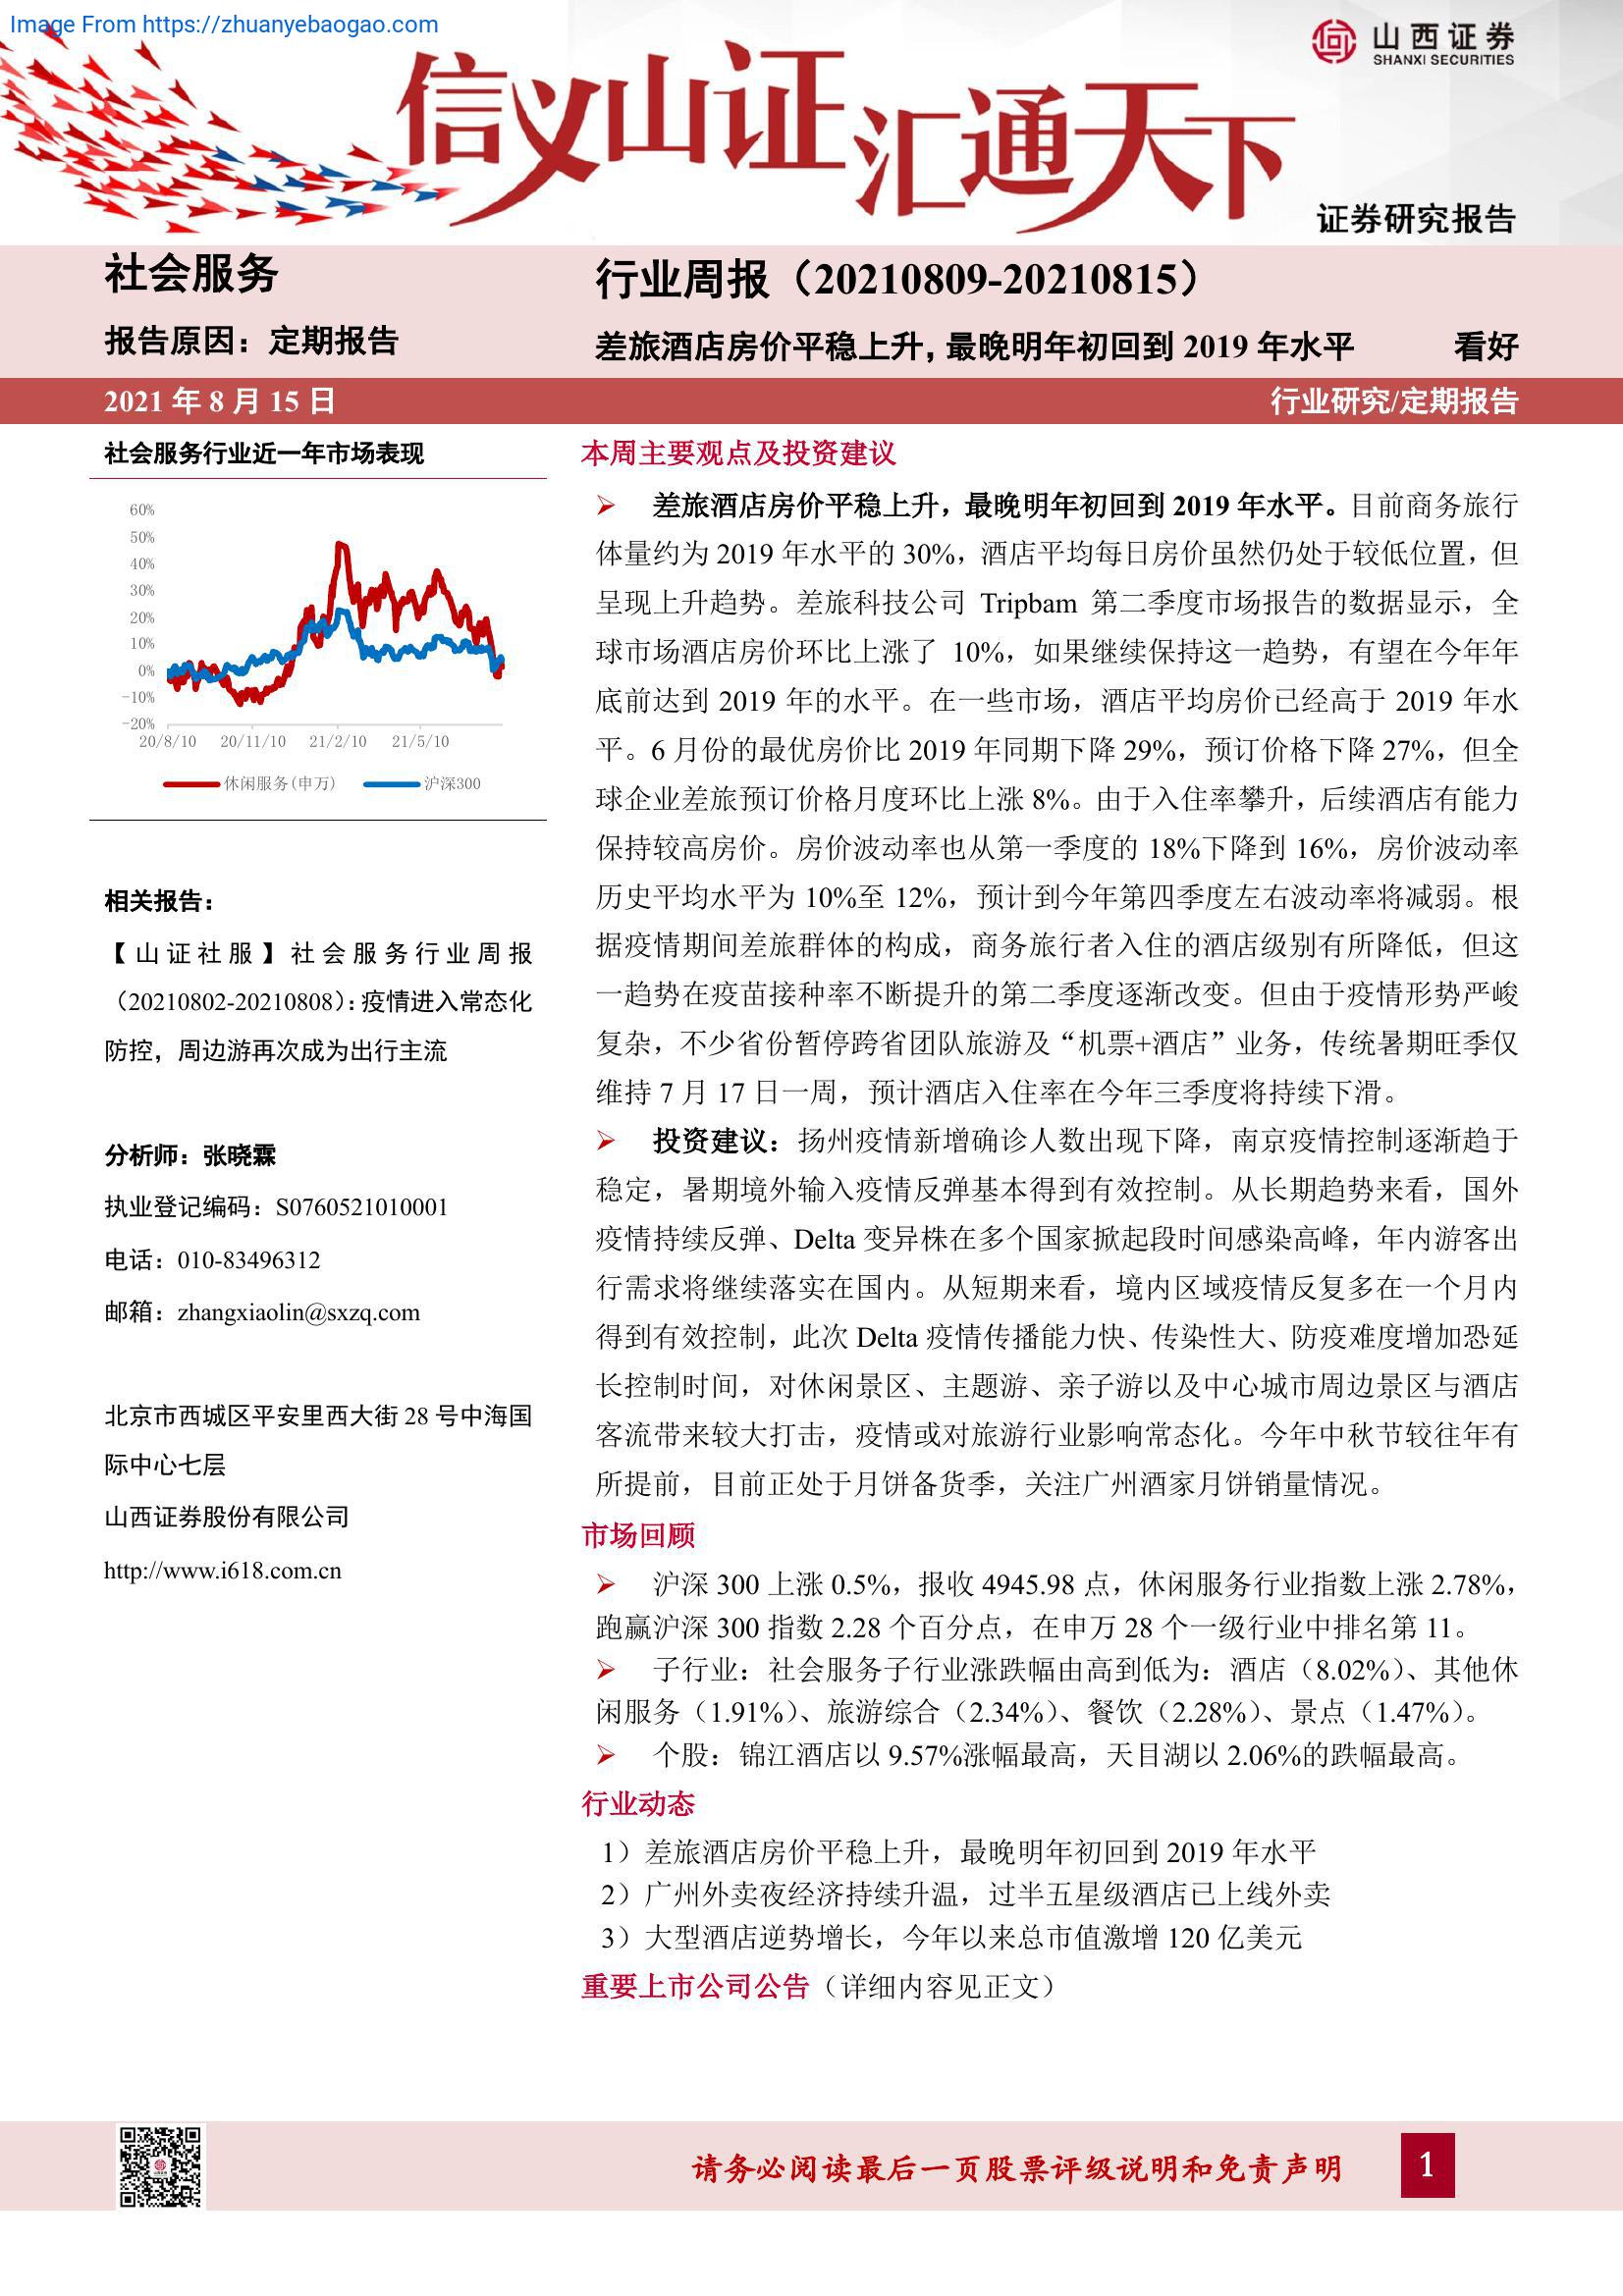 Image From https://zhuanyebaogao.com
山西证券
SHANXI SECURITIES
信义山证汇通天下
证券研究报告
社会服务
报告原因：定期报告
行业周报（20210809-20210815）
差旅酒店房价平稳上升，最晚明年初回到 2019 年水平
看好
2021 年 8 月 15 日
行业研究/定期报告
社会服务行业近一年市场表现
60%
50%
40%
30%
20%
10%
0%
-10%
-20%
20/8/10 20/11/10 21/2/10 21/5/10
休闲服务(申万) 沪深300
相关报告：
【山证社服】社会服务行业周报
（20210802-20210808）：疫情进入常态化
防控，周边游再次成为出行主流
分析师：张晓霖
执业登记编码：S0760521010001
电话：010-83496312
邮箱：zhangxiaolin@sxzq.com
北京市西城区平安里西大街 28 号中海国
际中心七层
山西证券股份有限公司
http://www.i618.com.cn
本周主要观点及投资建议
➢ 差旅酒店房价平稳上升，最晚明年初回到 2019 年水平。目前商务旅行
体量约为 2019 年水平的 30%，酒店平均每日房价虽然仍处于较低位置，但
呈现上升趋势。差旅科技公司 Tripbam 第二季度市场报告的数据显示，全
球市场酒店房价环比上涨了 10%，如果继续保持这一趋势，有望在今年年
底前达到 2019 年的水平。在一些市场，酒店平均房价已经高于 2019 年水
平。6 月份的最优房价比 2019 年同期下降 29%，预订价格下降 27%，但全
球企业差旅预订价格月度环比上涨 8%。由于入住率攀升，后续酒店有能力
保持较高房价。房价波动率也从第一季度的 18%下降到 16%，房价波动率
历史平均水平为 10%至 12%，预计到今年第四季度左右波动率将减弱。根
据疫情期间差旅群体的构成，商务旅行者入住的酒店级别有所降低，但这
一趋势在疫苗接种率不断提升的第二季度逐渐改变。但由于疫情形势严峻
复杂，不少省份暂停跨省团队旅游及“机票+酒店”业务，传统暑期旺季仅
维持 7 月 17 日一周，预计酒店入住率在今年三季度将持续下滑。
➢ 投资建议：扬州疫情新增确诊人数出现下降，南京疫情控制逐渐趋于
稳定，暑期境外输入疫情反弹基本得到有效控制。从长期趋势来看，国外
疫情持续反弹、Delta 变异株在多个国家掀起段时间感染高峰，年内游客出
行需求将继续落实在国内。从短期来看，境内区域疫情反复多在一个月内
得到有效控制，此次 Delta 疫情传播能力快、传染性大、防疫难度增加恐延
长控制时间，对休闲景区、主题游、亲子游以及中心城市周边景区与酒店
客流带来较大打击，疫情或对旅游行业影响常态化。今年中秋节较往年有
所提前，目前正处于月饼备货季，关注广州酒家月饼销量情况。
市场回顾
➢ 沪深 300 上涨 0.5%，报收 4945.98 点，休闲服务行业指数上涨 2.78%，
跑赢沪深 300 指数 2.28 个百分点，在申万 28 个一级行业中排名第 11。
➢ 子行业：社会服务子行业涨跌幅由高到低为：酒店（8.02%）、其他休
闲服务（1.91%）、旅游综合（2.34%）、餐饮（2.28%）、景点（1.47%）。
➢ 个股：锦江酒店以 9.57%涨幅最高，天目湖以 2.06%的跌幅最高。
行业动态
1）差旅酒店房价平稳上升，最晚明年初回到 2019 年水平
2）广州外卖夜经济持续升温，过半五星级酒店已上线外卖
3）大型酒店逆势增长，今年以来总市值激增 120 亿美元
重要上市公司公告（详细内容见正文）
请务必阅读最后一页股票评级说明和免责声明
1